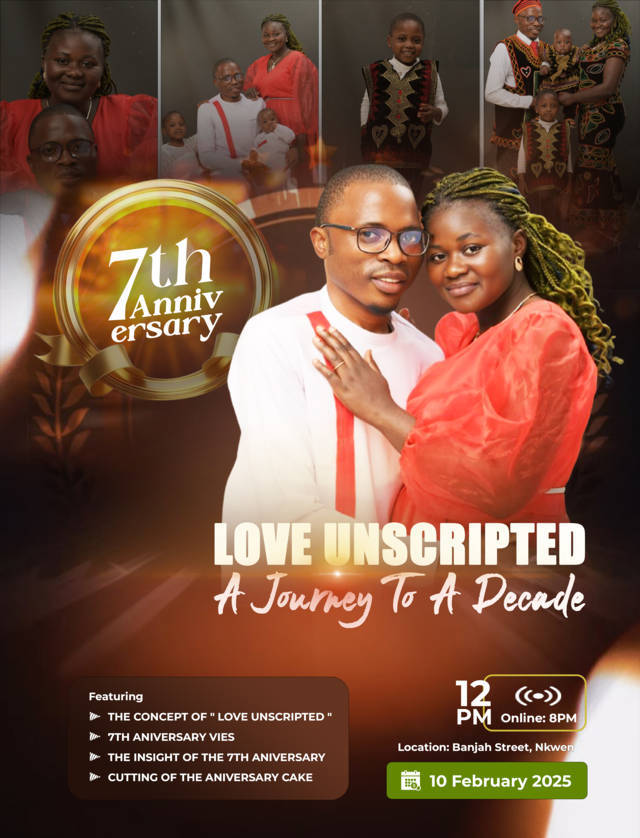 7th
Anniv
ersary
LOVE UNSCRIPTED
A Journey To A Decade
Featuring
THE CONCEPT OF " LOVE UNSCRIPTED "
7TH ANIVERSARY VIES
THE INSIGHT OF THE 7TH ANIVERSARY
CUTTING OF THE ANIVERSARY CAKE
12
PM
Online: 8PM
Location: Banjah Street, Nkwen
10 February 2025